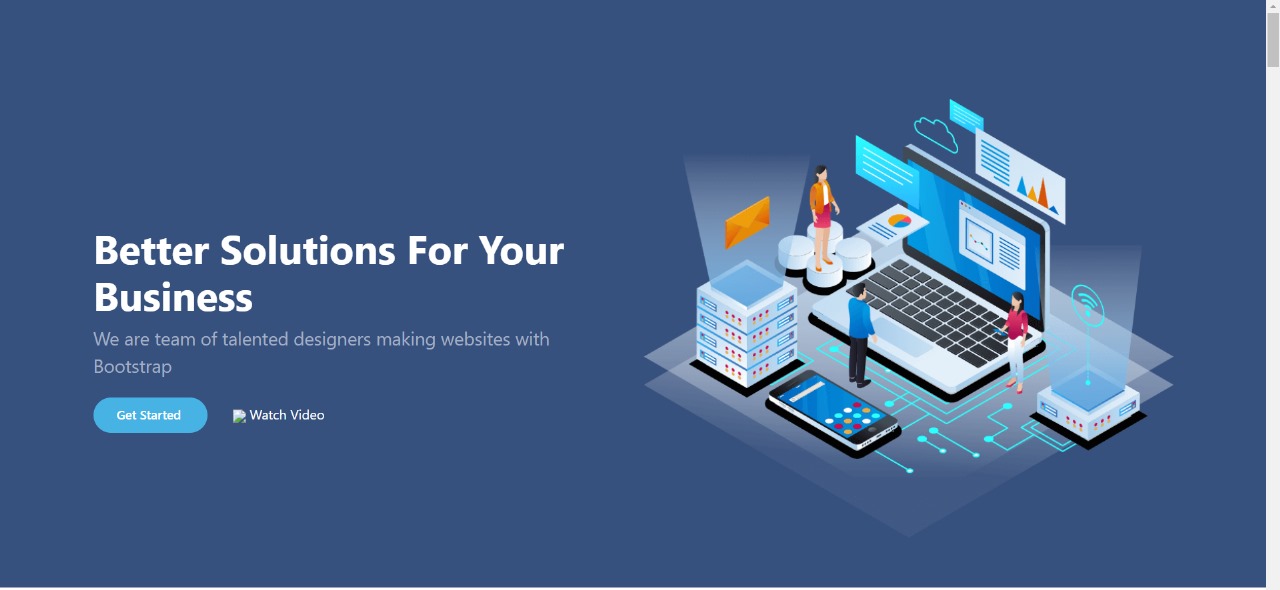 Better Solutions For Your
Business
We are team of talented designers making websites with
Bootstrap
Get Started
Watch Video